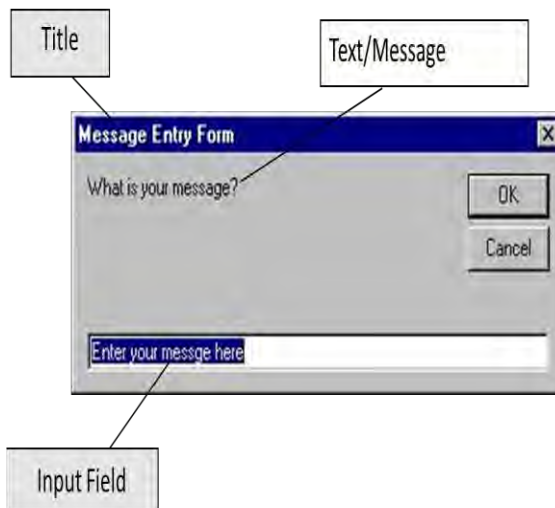 Title
Text/Message
Message Entry Form
What is your message?
OK
Cancel
Enter your messge here
Input Field